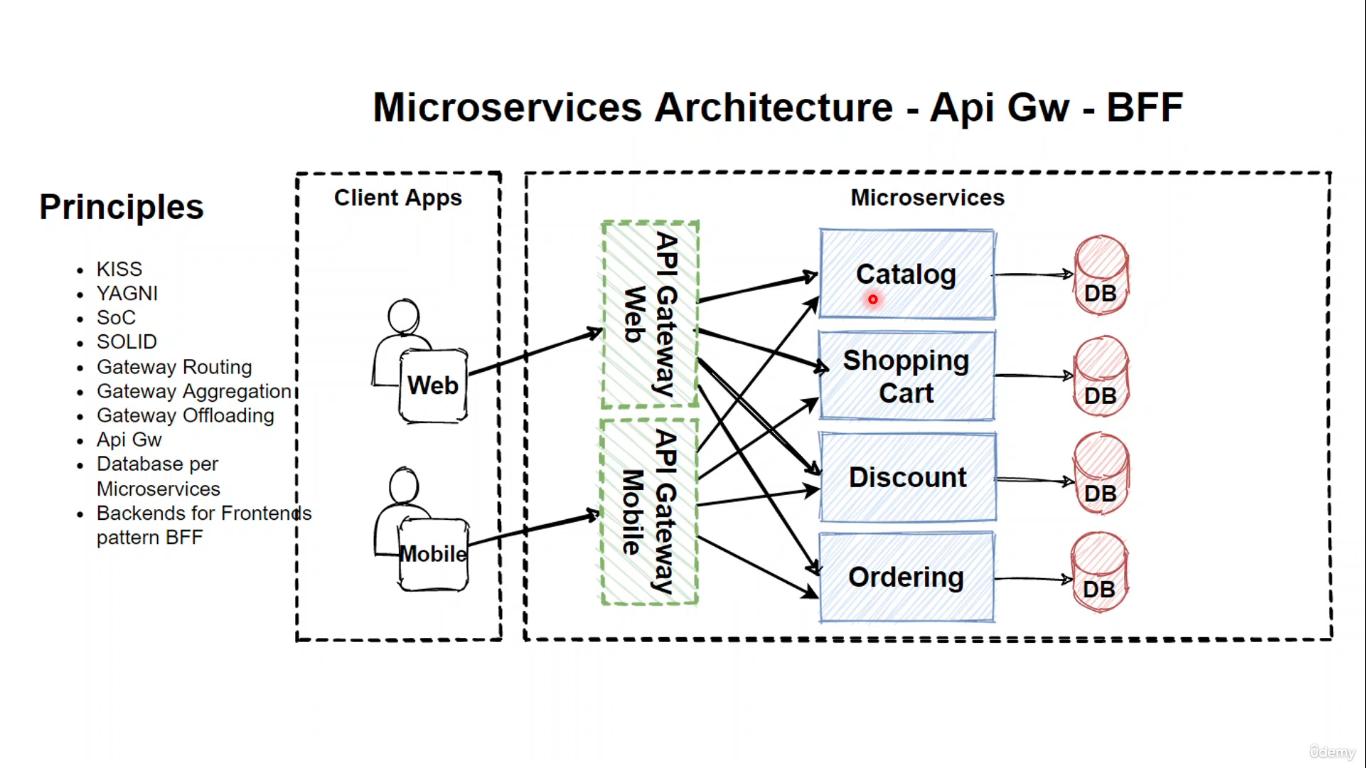 Microservices Architecture - Api Gw - BFF
Principles
KISS
YAGNI
SoC
SOLID
Gateway Routing
Gateway Aggregation
Gateway Offloading
Api Gw
Database per
Microservices
Backends for Frontends
pattern BFF
Client Apps
Web
Mobile
Microservices
API Gateway
Web
API Gateway
Mobile
Catalog
DB
Shopping
Cart
DB
Discount
DB
Ordering
DB
ûdemy